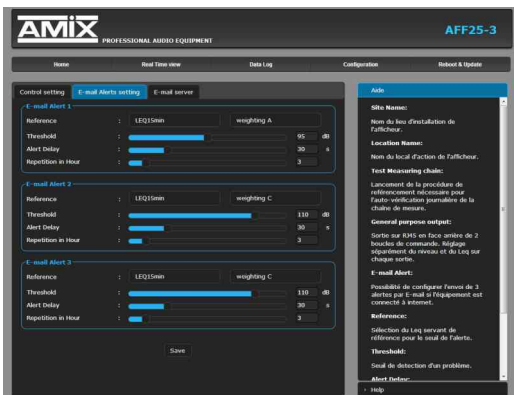 AMiX PROFESSIONAL AUDIO EQUIPMENT
AFF25-3
Home Real Time view Data Log Configuration Reboot & Update
Control setting E-mail Alerts setting E-mail server
E-mail Alert 1
Reference : LEQ15min weighting A
Threshold : 95 dB
Alert Delay : 30 s
Repetition in Hour : 3
E-mail Alert 2
Reference : LEQ15min weighting C
Threshold : 110 dB
Alert Delay : 30 s
Repetition in Hour : 3
E-mail Alert 3
Reference : LEQ15min weighting C
Threshold : 110 dB
Alert Delay : 30 s
Repetition in Hour : 3
Save
Aide
Site Name:
Nom du lieu d'installation de
l'afficheur.
Location Name:
Nom du local d'action de l'afficheur.
Test Measuring chain:
Lancement de la procédure de
référencement nécessaire pour
l'auto-vérification journalière de la
chaîne de mesure.
General purpose output:
Sortie sur RJ45 en face arière de 2
boucles de commande. Réglage
séparément du niveau et du Leq sur
chaque sortie.
E-mail Alert:
Possibilité de configurer l'envoi de 3
alertes par E-mail si l'équipement est
connecté à internet.
Reference:
Sélection du Leq servant de
référence pour le seuil de l'alerte.
Threshold:
Seuil de detection d'un problème.
Alert Delay:
Help